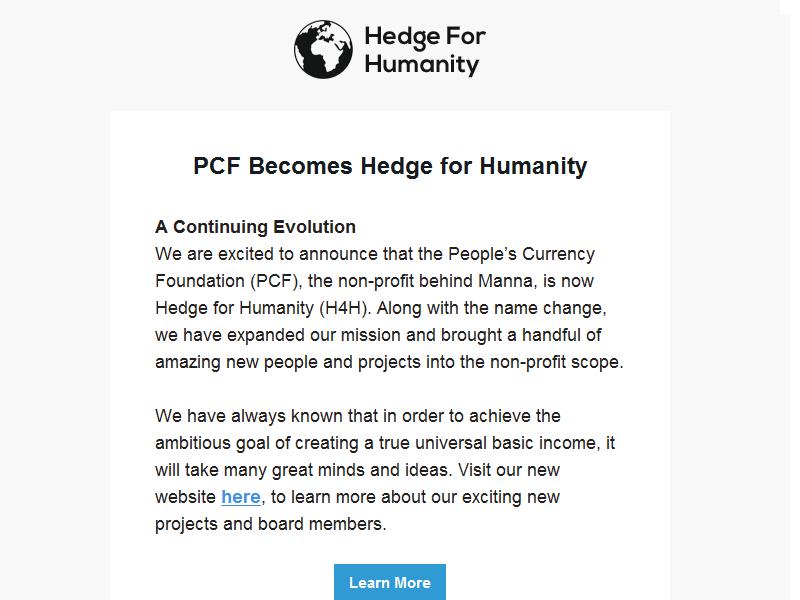 Hedge For
Humanity
PCF Becomes Hedge for Humanity
A Continuing Evolution
We are excited to announce that the People’s Currency
Foundation (PCF), the non-profit behind Manna, is now
Hedge for Humanity (H4H). Along with the name change,
we have expanded our mission and brought a handful of
amazing new people and projects into the non-profit scope.
We have always known that in order to achieve the
ambitious goal of creating a true universal basic income, it
will take many great minds and ideas. Visit our new
website here, to learn more about our exciting new
projects and board members.
Learn More